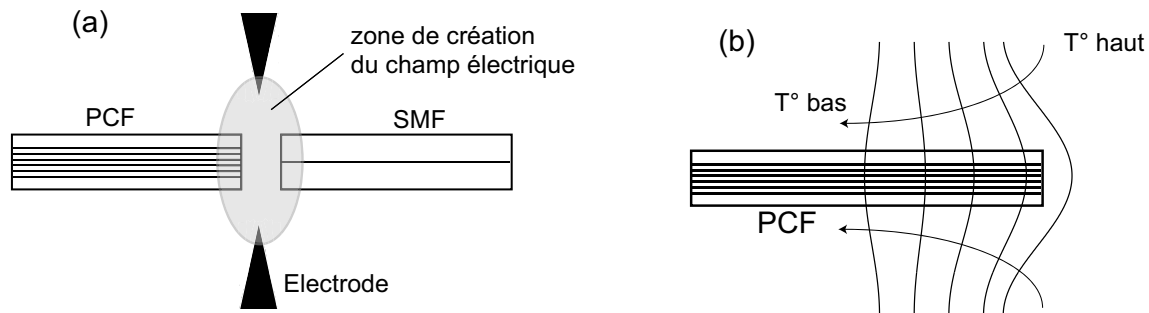 (a)
zone de création
du champ électrique
PCF
SMF
Electrode
(b)
T° haut
T° bas
PCF